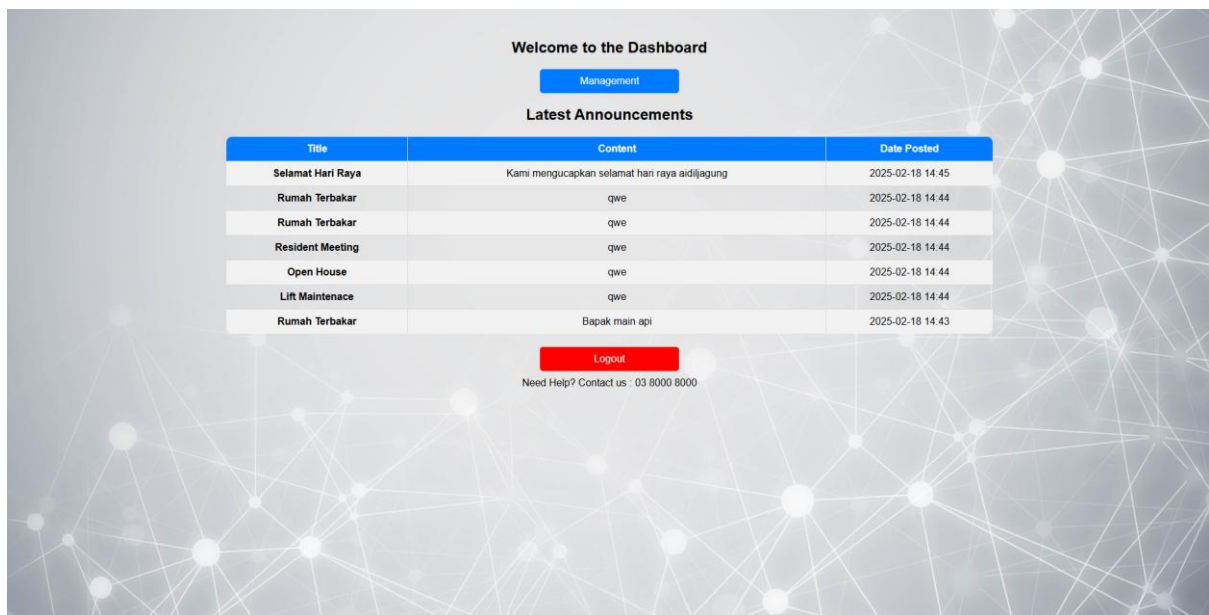 Welcome to the Dashboard
Management
Latest Announcements
Title Content Date Posted
Selamat Hari Raya Kami mengucapkan selamat hari raya aidiljagung 2025-02-18 14:45
Rumah Terbakar qwe 2025-02-18 14:44
Rumah Terbakar qwe 2025-02-18 14:44
Resident Meeting qwe 2025-02-18 14:44
Open House qwe 2025-02-18 14:44
Lift Maintenace qwe 2025-02-18 14:44
Rumah Terbakar Bapak main api 2025-02-18 14:43
Logout
Need Help? Contact us : 03 8000 8000